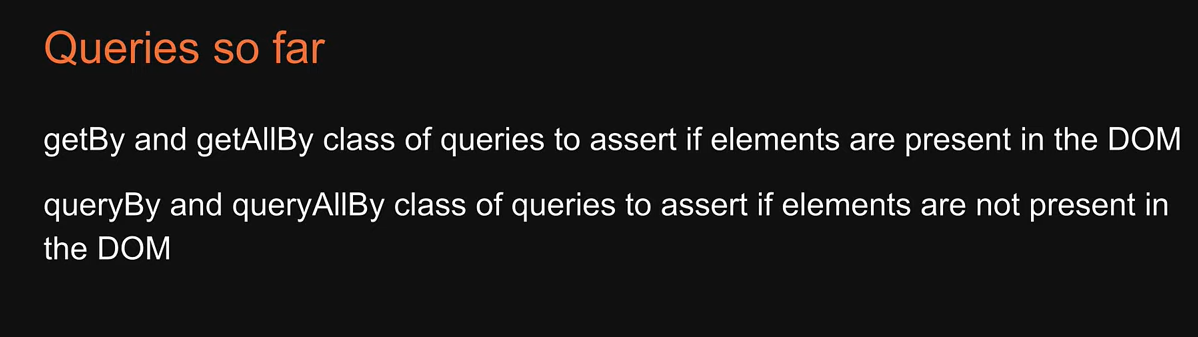 Queries so far
getBy and getAllBy class of queries to assert if elements are present in the DOM
queryBy and queryAllBy class of queries to assert if elements are not present in
the DOM